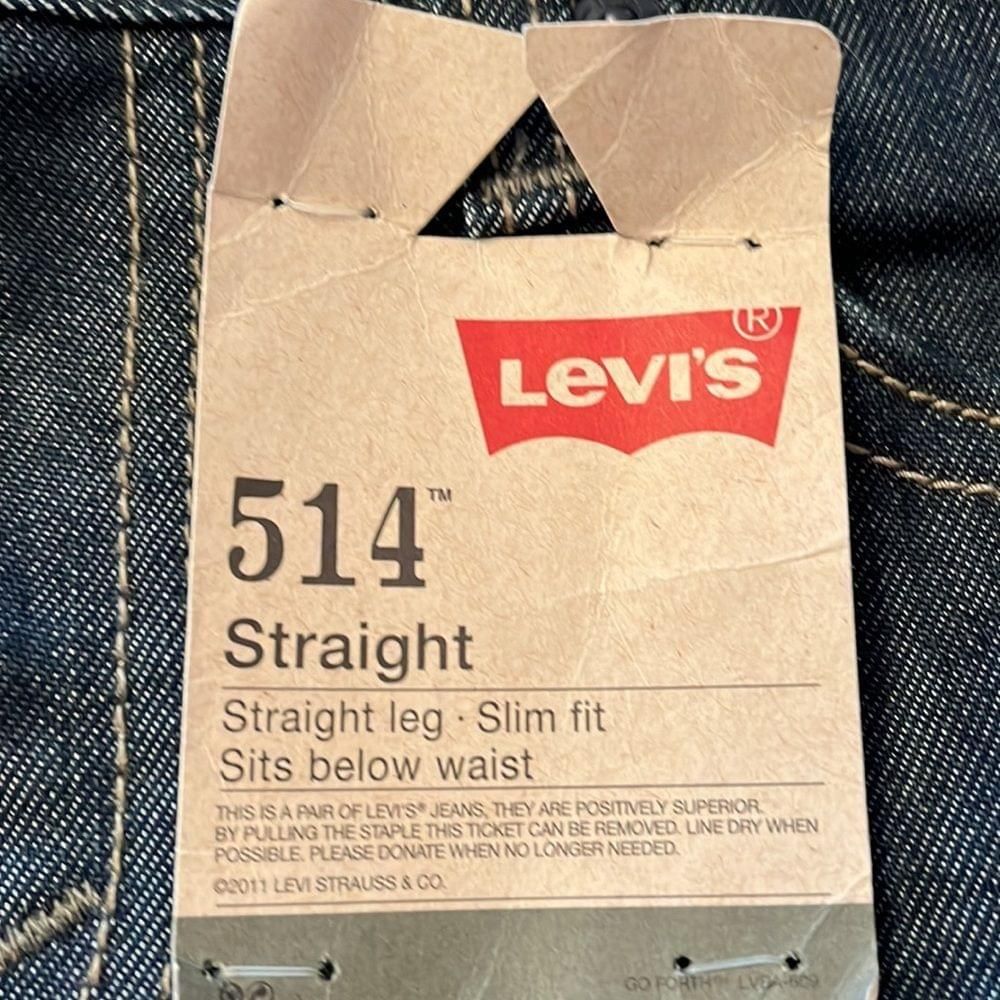 LEVI'S®
514™
Straight
Straight leg · Slim fit
Sits below waist
THIS IS A PAIR OF LEVI'S® JEANS, THEY ARE POSITIVELY SUPERIOR.
BY PULLING THE STAPLE THIS TICKET CAN BE REMOVED. LINE DRY WHEN
POSSIBLE. PLEASE DONATE WHEN NO LONGER NEEDED.
©2011 LEVI STRAUSS & CO.
GO FORTH™